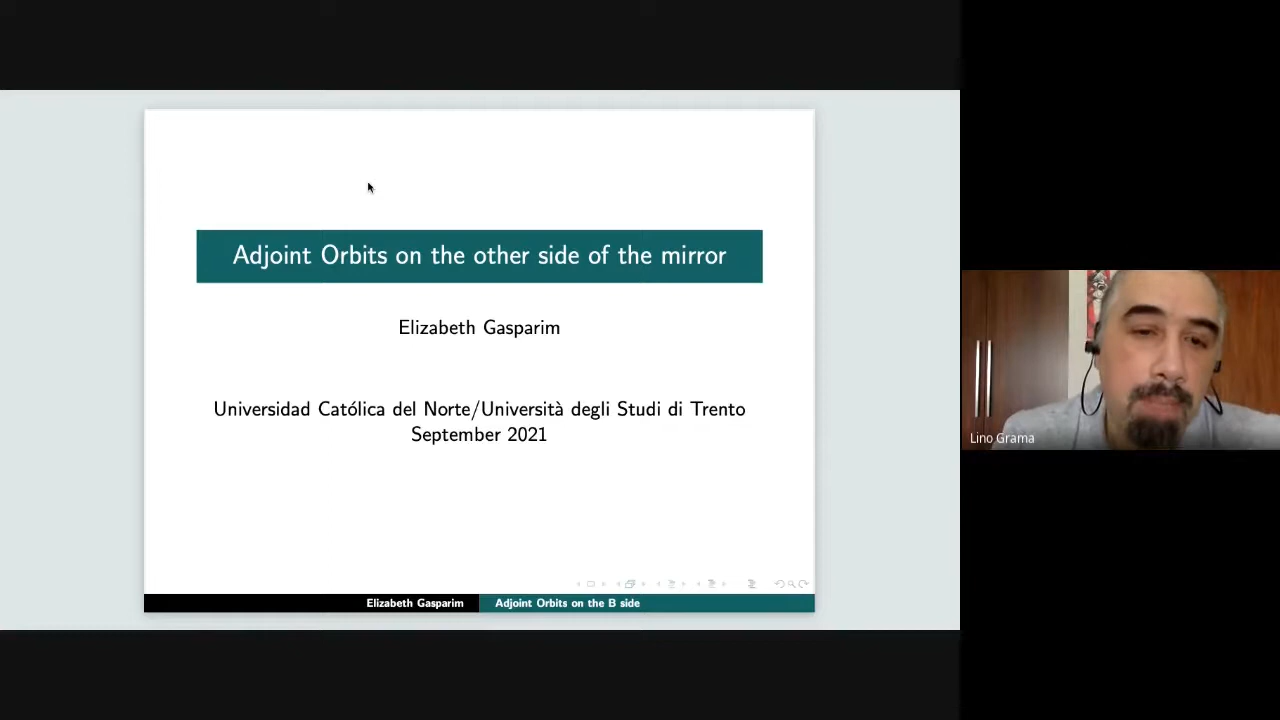 Adjoint Orbits on the other side of the mirror
Elizabeth Gasparim
Universidad Católica del Norte/Università degli Studi di Trento
September 2021
Elizabeth Gasparim
Adjoint Orbits on the B side
Lino Grama